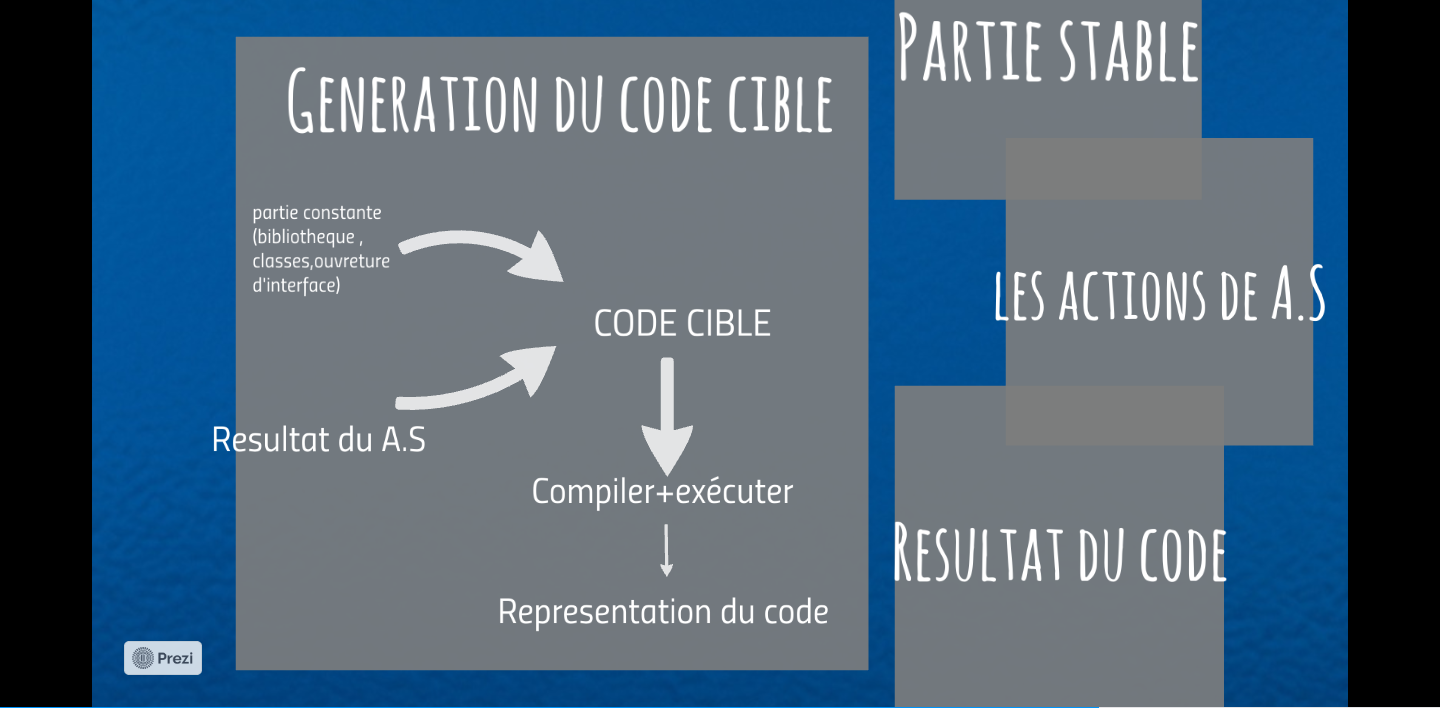 GENERATION DU CODE CIBLE
partie constante
(bibliotheque ,
classes,ouvreture
d'interface)
CODE CIBLE
Resultat du A.S
Compiler+exécuter
Representation du code
PARTIE STABLE
LES ACTIONS DE A.S
RESULTAT DU CODE
Prezi